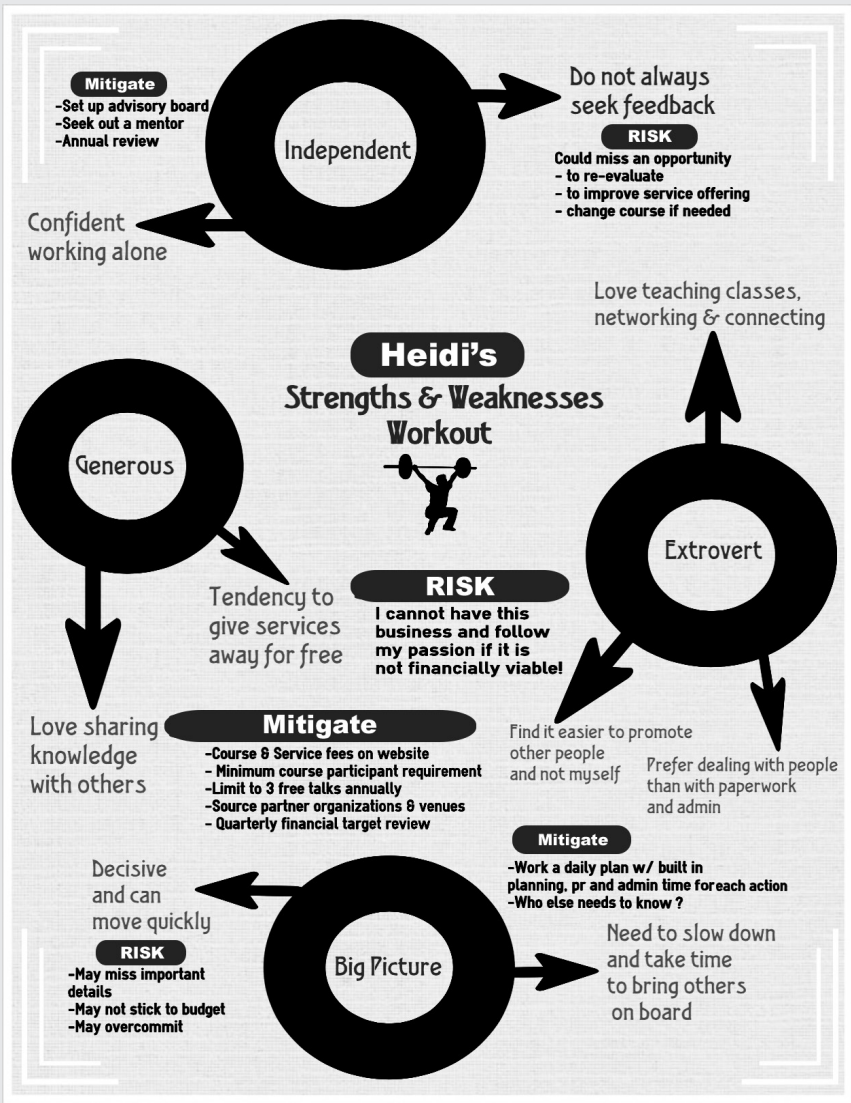 Mitigate
-Set up advisory board
-Seek out a mentor
-Annual review
Independent
Do not always
seek feedback
RISK
Could miss an opportunity
- to re-evaluate
- to improve service offering
- change course if needed
Confident
working alone
Love teaching classes,
networking & connecting
Heidi's
Strengths & Weaknesses
Workout
Generous
Extrovert
Tendency to
give services
away for free
RISK
I cannot have this
business and follow
my passion if it is
not financially viable!
Love sharing
knowledge
with others
Mitigate
-Course & Service fees on website
- Minimum course participant requirement
-Limit to 3 free talks annually
-Source partner organizations & venues
- Quarterly financial target review
Find it easier to promote
other people
and not myself
Prefer dealing with people
than with paperwork
and admin
Mitigate
-Work a daily plan w/ built in
planning, pr and admin time foreach action
-Who else needs to know ?
Decisive
and can
move quickly
RISK
-May miss important
details
-May not stick to budget
-May overcommit
Big Picture
Need to slow down
and take time
to bring others
on board